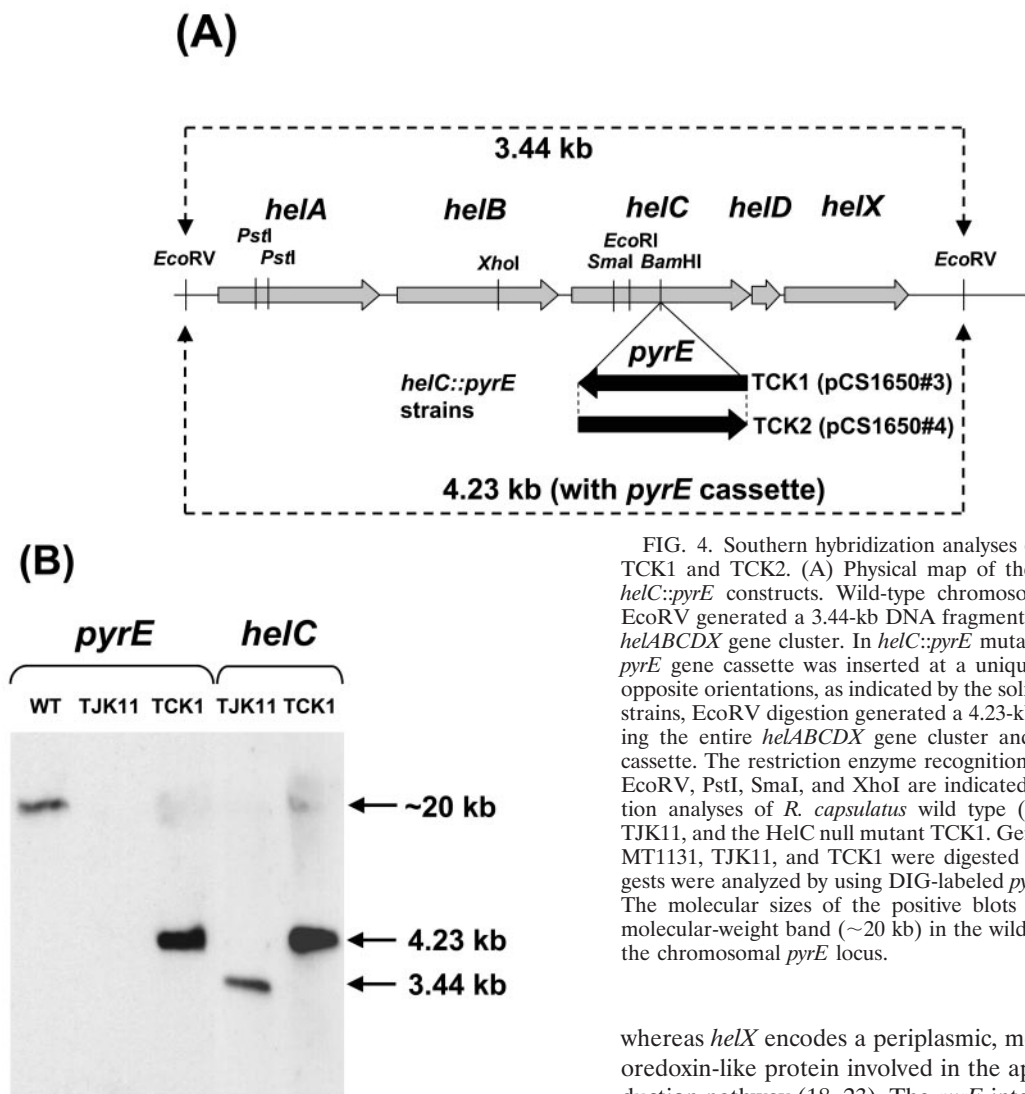 (A)
3.44 kb
helA helB helC helD helX
PstI EcoRI
EcoRV PstI XhoI SmaI BamHI EcoRV
pyrE
helC::pyrE
strains
TCK1 (pCS1650#3)
TCK2 (pCS1650#4)
4.23 kb (with pyrE cassette)
(B)
pyrE helC
WT TJK11 TCK1 TJK11 TCK1
~20 kb
4.23 kb
3.44 kb
FIG. 4. Southern hybridization analyses
TCK1 and TCK2. (A) Physical map of the
helC::pyrE constructs. Wild-type chromoso
EcoRV generated a 3.44-kb DNA fragment
helABCDX gene cluster. In helC::pyrE muta
pyrE gene cassette was inserted at a uniqu
opposite orientations, as indicated by the soli
strains, EcoRV digestion generated a 4.23-k
ing the entire helABCDX gene cluster and
cassette. The restriction enzyme recognition
EcoRV, PstI, SmaI, and XhoI are indicated
tion analyses of R. capsulatus wild type (
TJK11, and the HelC null mutant TCK1. Ge
MT1131, TJK11, and TCK1 were digested
gests were analyzed by using DIG-labeled py
The molecular sizes of the positive blots
molecular-weight band (~20 kb) in the wild
the chromosomal pyrE locus.
whereas helX encodes a periplasmic, m
oredoxin-like protein involved in the ap
duction pathway (18, 23). The pyrE inte